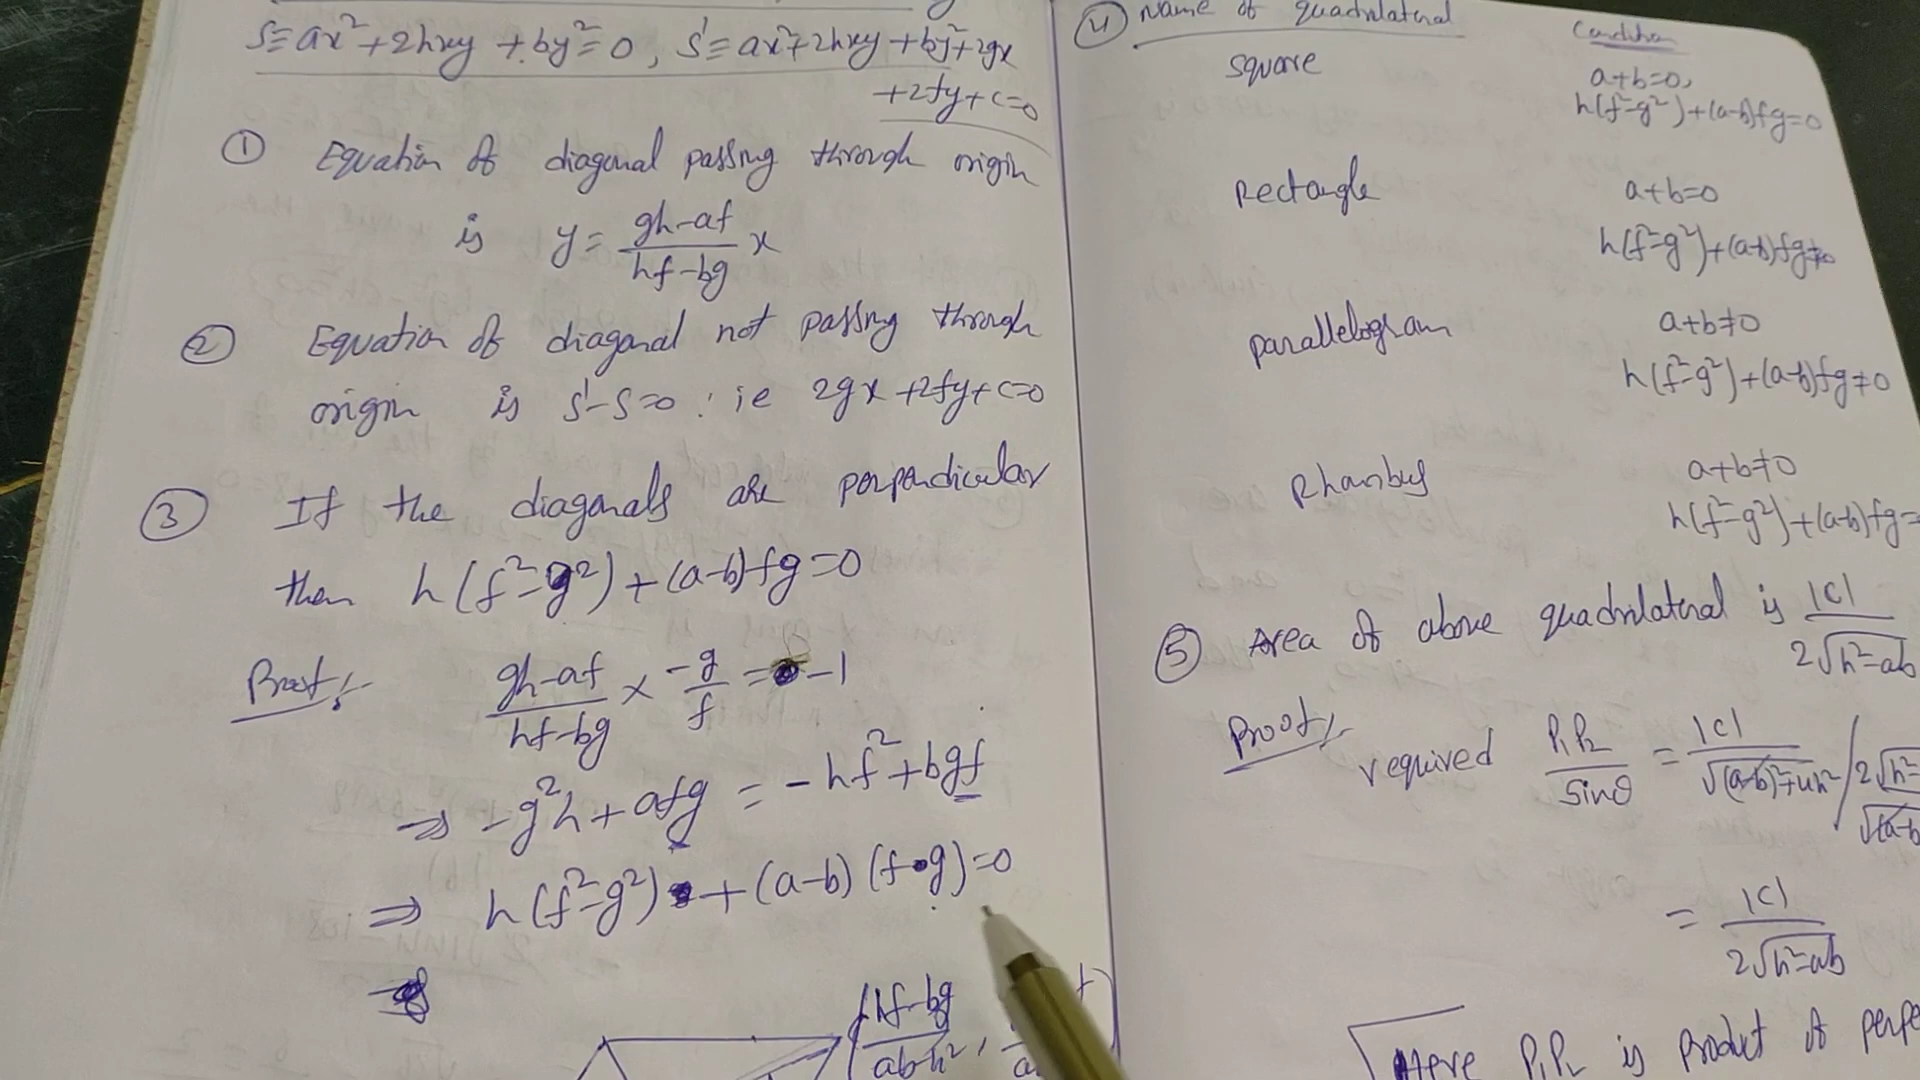 S≡ax²+2hxy+by²=0, S'≡ax²+2hxy+by²+2gx
+2fy+c=0
① Equation of diagonal passing through origin
is y= (gh-af)/(hf-bg) x
② Equation of diagonal not passing through
origin is S'-S=0 : ie 2gx+2fy+c=0
③ If the diagonals are perpendicular
then h(f²-g²)+(a-b)fg=0
Proof:- (gh-af)/(hf-bg) × -g/f = -1
⇒ -g²h+afg = -hf²+bgf
⇒ h(f²-g²)+(a-b)(f•g)=0
(hf-bg)/(ab-h²),
④ Name of quadrilateral Condition
square a+b=0,
h(f²-g²)+(a-b)fg=0
Rectangle a+b=0
h(f²-g²)+(a-b)fg≠0
parallelogram a+b≠0
h(f²-g²)+(a-b)fg≠0
Rhombus a+b≠0
h(f²-g²)+(a-b)fg=
⑤ Area of above quadrilateral is |c|/2√h²-ab
Proof:- required P₁P₂/sinθ = |c|/√(a-b)²+4h² / 2√h²-
√(a-b
= |c|/2√h²-ab
Here P₁P₂ is product of